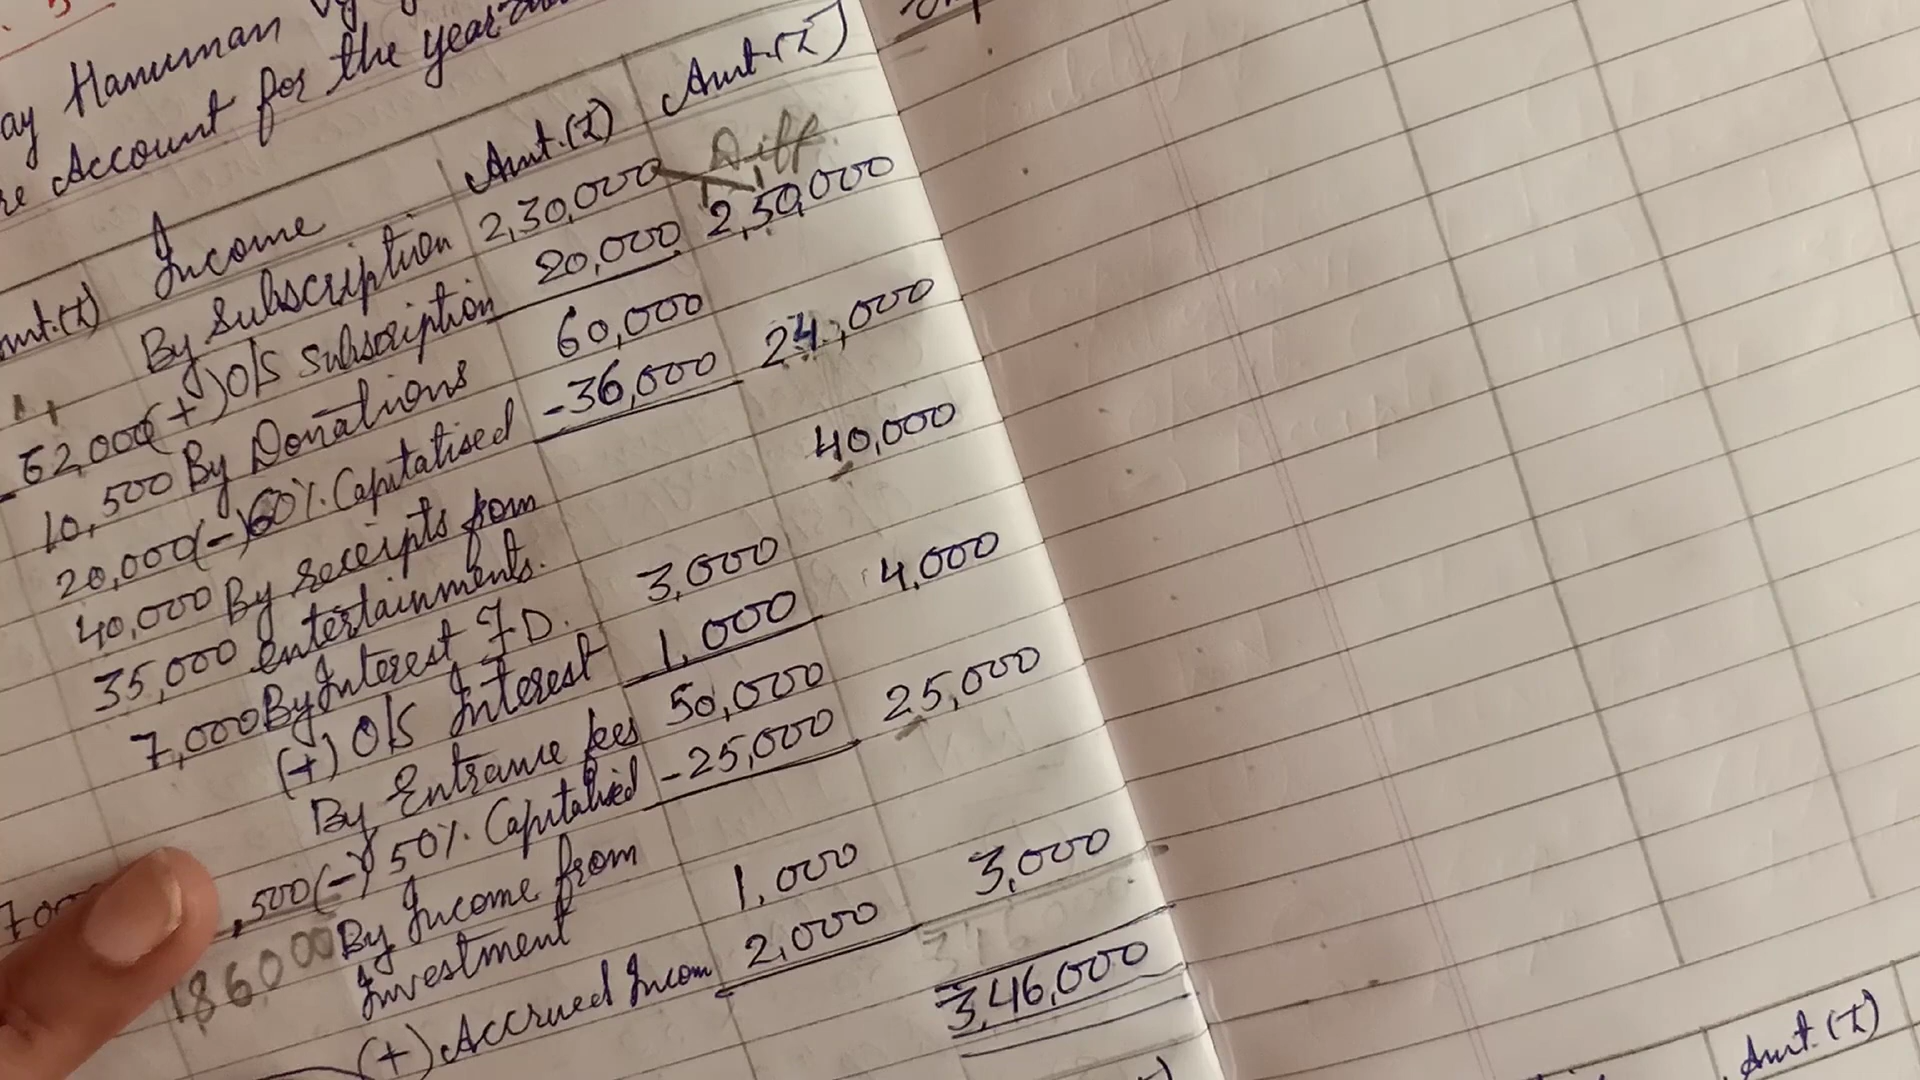 ay Hanuman
re Account for the year
Amt.(₹) Income Amt.(₹) Amt.(₹)
Diff.
By Subscription 2,30,000
62,000 (+) O/S Subscription 20,000 2,50,000
10,500 By Donations 60,000
20,000 (-) 60% Capitalised -36,000 24,000
40,000 By receipts from
35,000 entertainments. 40,000
7,000 By Interest F.D. 3,000
(+) O/S Interest 1,000 4,000
By Entrance fees 50,000
,500 (-) 50% Capitalised -25,000 25,000
By Income from
Investment 1,000
(+) Accrued Incom 2,000 3,000
186000
346000
3,46,000
Amt.(₹)